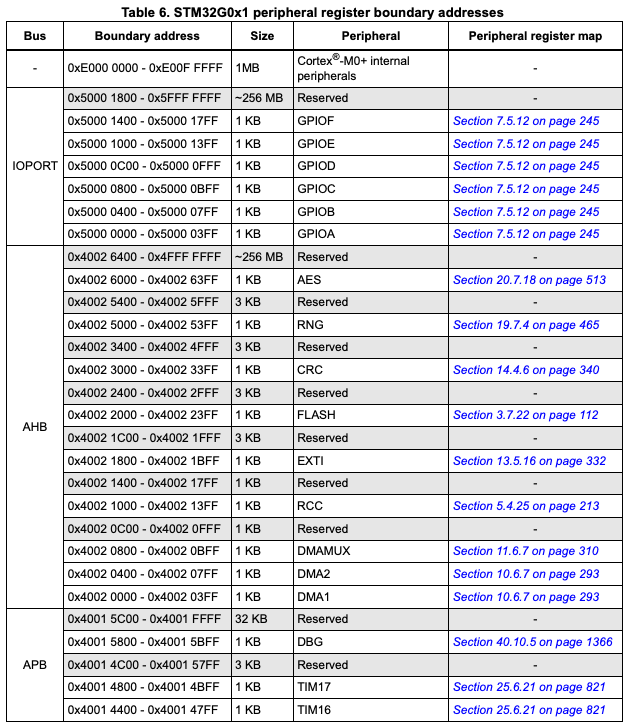 Table 6. STM32G0x1 peripheral register boundary addresses
Bus Boundary address Size Peripheral Peripheral register map
- 0xE000 0000 - 0xE00F FFFF 1MB Cortex®-M0+ internal peripherals -
IOPORT 0x5000 1800 - 0x5FFF FFFF ~256 MB Reserved -
0x5000 1400 - 0x5000 17FF 1 KB GPIOF Section 7.5.12 on page 245
0x5000 1000 - 0x5000 13FF 1 KB GPIOE Section 7.5.12 on page 245
0x5000 0C00 - 0x5000 0FFF 1 KB GPIOD Section 7.5.12 on page 245
0x5000 0800 - 0x5000 0BFF 1 KB GPIOC Section 7.5.12 on page 245
0x5000 0400 - 0x5000 07FF 1 KB GPIOB Section 7.5.12 on page 245
0x5000 0000 - 0x5000 03FF 1 KB GPIOA Section 7.5.12 on page 245
AHB 0x4002 6400 - 0x4FFF FFFF ~256 MB Reserved -
0x4002 6000 - 0x4002 63FF 1 KB AES Section 20.7.18 on page 513
0x4002 5400 - 0x4002 5FFF 3 KB Reserved -
0x4002 5000 - 0x4002 53FF 1 KB RNG Section 19.7.4 on page 465
0x4002 3400 - 0x4002 4FFF 3 KB Reserved -
0x4002 3000 - 0x4002 33FF 1 KB CRC Section 14.4.6 on page 340
0x4002 2400 - 0x4002 2FFF 3 KB Reserved -
0x4002 2000 - 0x4002 23FF 1 KB FLASH Section 3.7.22 on page 112
0x4002 1C00 - 0x4002 1FFF 3 KB Reserved -
0x4002 1800 - 0x4002 1BFF 1 KB EXTI Section 13.5.16 on page 332
0x4002 1400 - 0x4002 17FF 1 KB Reserved -
0x4002 1000 - 0x4002 13FF 1 KB RCC Section 5.4.25 on page 213
0x4002 0C00 - 0x4002 0FFF 1 KB Reserved -
0x4002 0800 - 0x4002 0BFF 1 KB DMAMUX Section 11.6.7 on page 310
0x4002 0400 - 0x4002 07FF 1 KB DMA2 Section 10.6.7 on page 293
0x4002 0000 - 0x4002 03FF 1 KB DMA1 Section 10.6.7 on page 293
APB 0x4001 5C00 - 0x4001 FFFF 32 KB Reserved -
0x4001 5800 - 0x4001 5BFF 1 KB DBG Section 40.10.5 on page 1366
0x4001 4C00 - 0x4001 57FF 3 KB Reserved -
0x4001 4800 - 0x4001 4BFF 1 KB TIM17 Section 25.6.21 on page 821
0x4001 4400 - 0x4001 47FF 1 KB TIM16 Section 25.6.21 on page 821